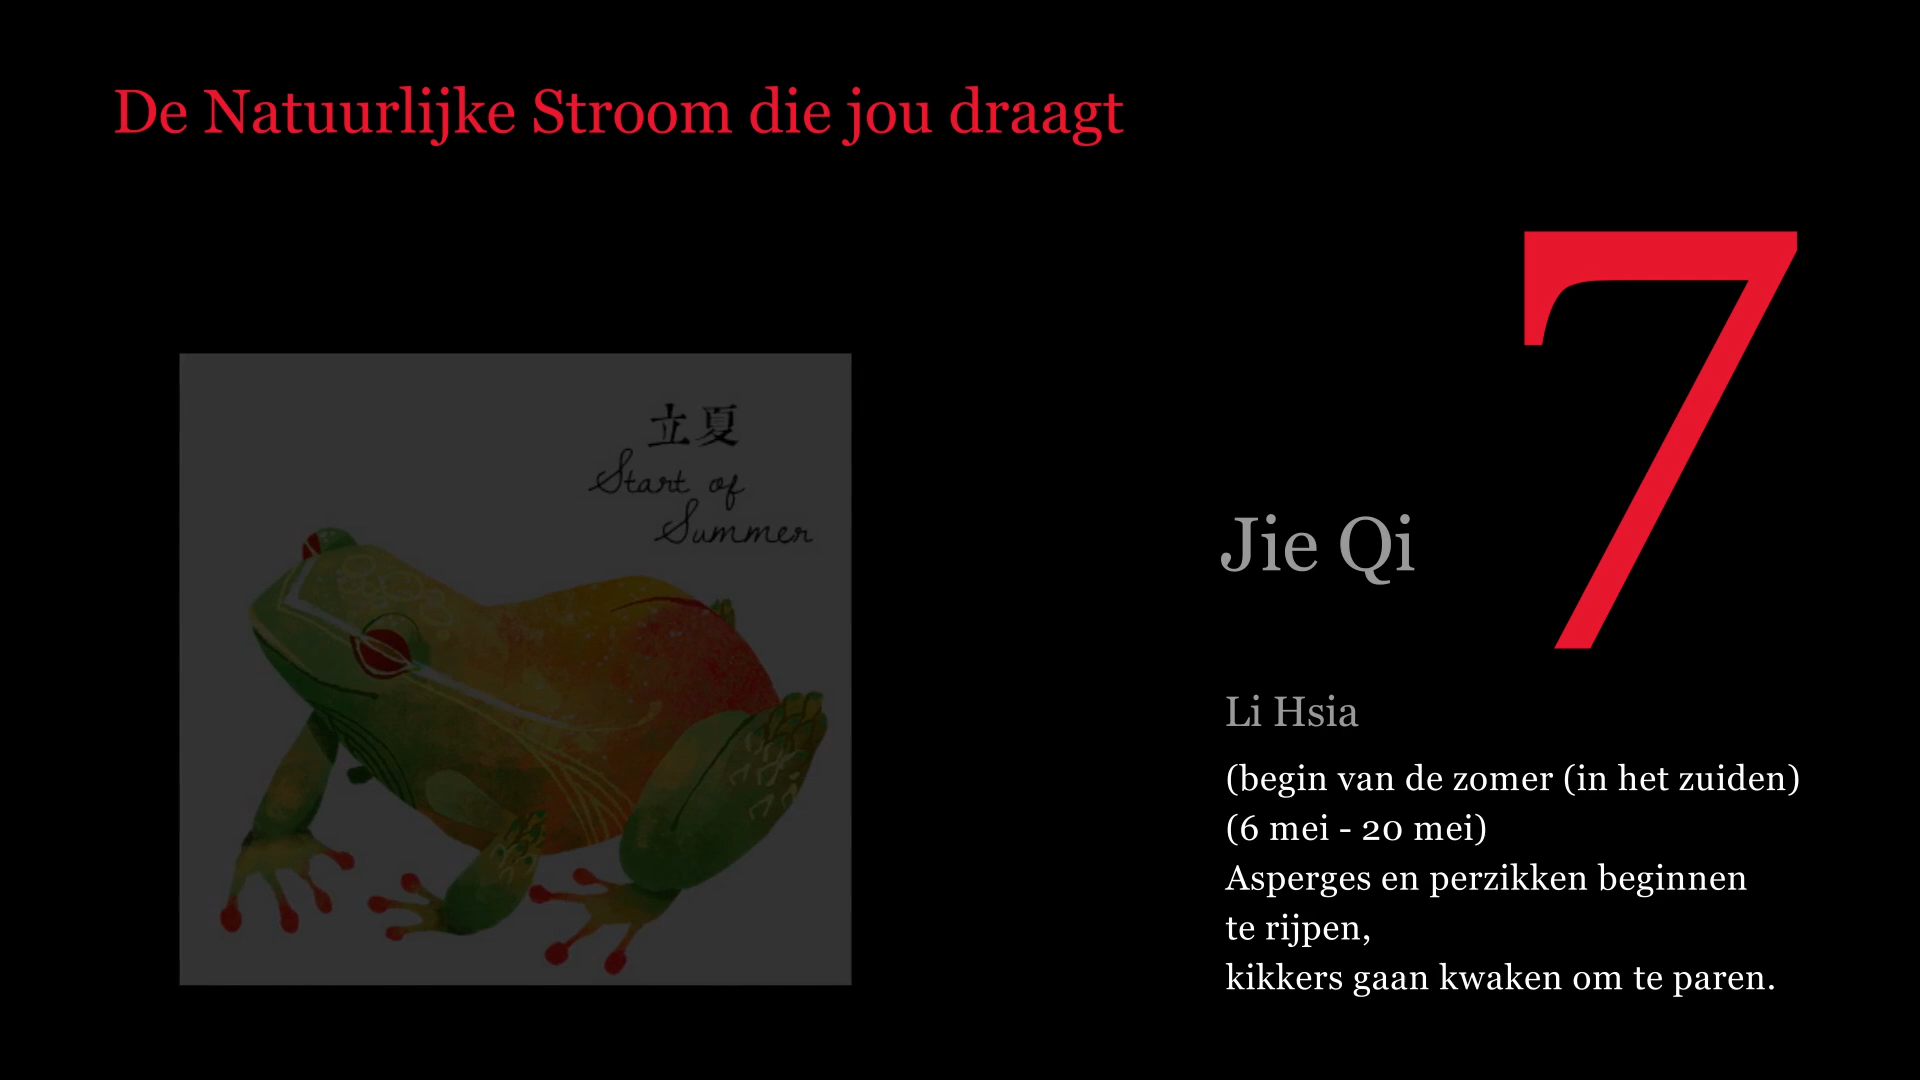 De Natuurlijke Stroom die jou draagt
7
立夏
Start of
Summer
Jie Qi
Li Hsia
(begin van de zomer (in het zuiden)
(6 mei - 20 mei)
Asperges en perzikken beginnen
te rijpen,
kikkers gaan kwaken om te paren.